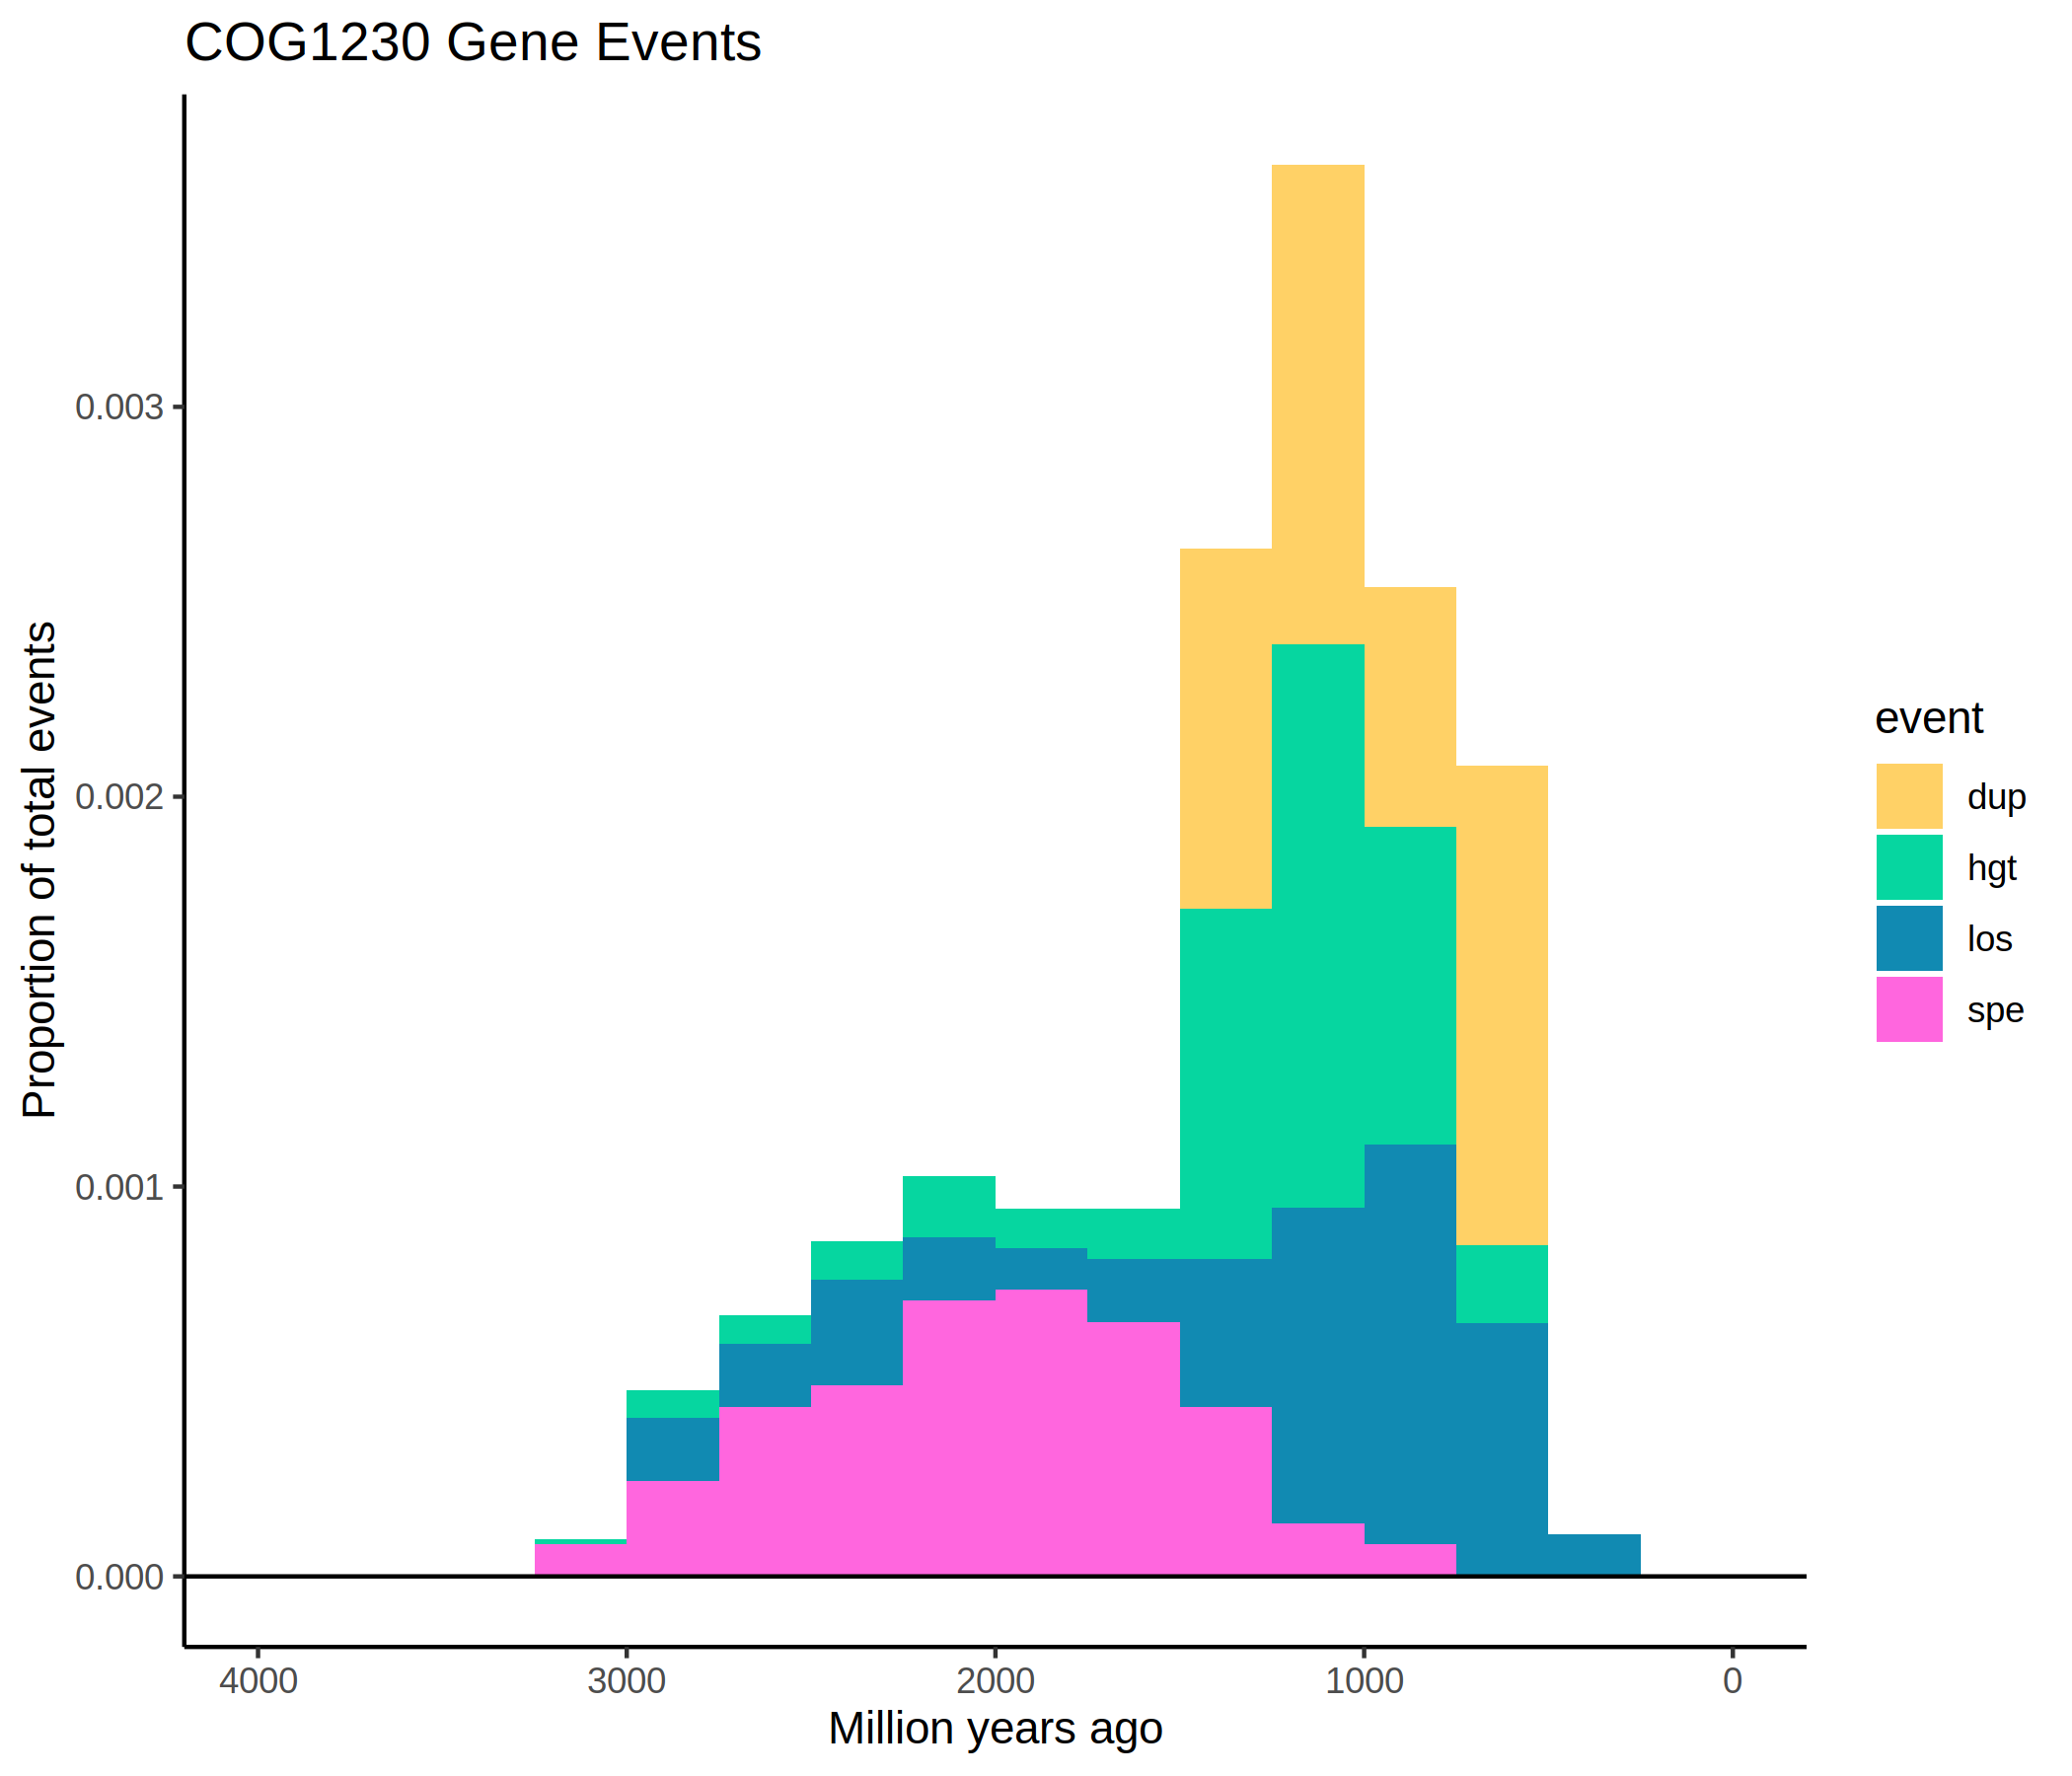 COG1230 Gene Events
Proportion of total events
0.003
0.002
0.001
0.000
4000 3000 2000 1000 0
Million years ago
event
dup
hgt
los
spe